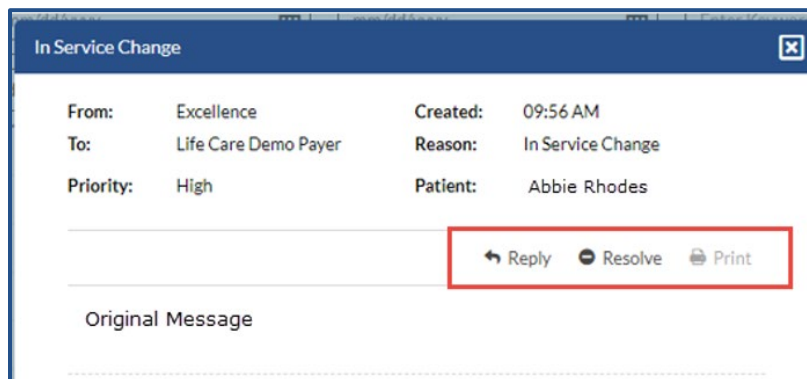 In Service Change
From: Excellence Created: 09:56 AM
To: Life Care Demo Payer Reason: In Service Change
Priority: High Patient: Abbie Rhodes
Reply Resolve Print
Original Message